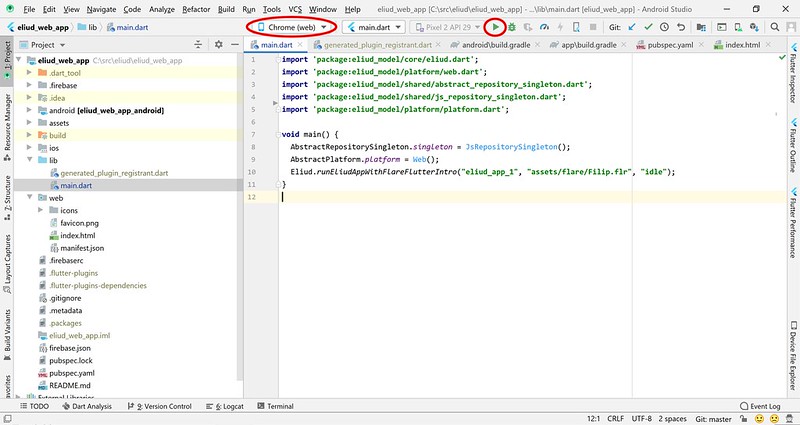 File Edit View Navigate Code Analyze Refactor Build Run Tools VCS Window Help eliud_web_app [C:\src\eliud\eliud_web_app] - ...\lib\main.dart [eliud_web_app] - Android Studio
eliud_web_app lib main.dart Chrome (web) main.dart Pixel 2 API 29 Git:
Project main.dart generated_plugin_registrant.dart android\build.gradle app\build.gradle pubspec.yaml index.html
1: Project
Resource Manager
Z: Structure
Layout Captures
Build Variants
eliud_web_app C:\src\eliud\eliud_web_app
.dart_tool
.firebase
.idea
android [eliud_web_app_android]
assets
build
ios
lib
generated_plugin_registrant.dart
main.dart
web
icons
favicon.png
index.html
manifest.json
.firebaserc
.flutter-plugins
.flutter-plugins-dependencies
.gitignore
.metadata
.packages
eliud_web_app.iml
firebase.json
pubspec.lock
pubspec.yaml
README.md
External Libraries
1 import 'package:eliud_model/core/eliud.dart';
2 import 'package:eliud_model/platform/web.dart';
3 import 'package:eliud_model/shared/abstract_repository_singleton.dart';
4 import 'package:eliud_model/shared/js_repository_singleton.dart';
5 import 'package:eliud_model/platform/platform.dart';
6
7 void main() {
8 AbstractRepositorySingleton.singleton = JsRepositorySingleton();
9 AbstractPlatform.platform = Web();
10 Eliud.runEliudAppWithFlareFlutterIntro("eliud_app_1", "assets/flare/Filip.flr", "idle");
11 }
12
Flutter Inspector
Flutter Outline
Flutter Performance
Device File Explorer
TODO Dart Analysis 9: Version Control 6: Logcat Terminal Event Log
12:1 CRLF UTF-8 2 spaces Git: master